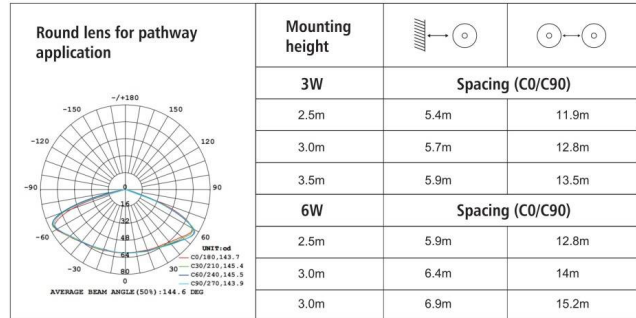 Round lens for pathway
application
-/+180
-150
150
-120
120
-90
90
-60
60
-30
30
0
0
16
32
48
64
80
UNIT:cd
C0/180,143.7
C30/210,145.4
C60/240,145.5
C90/270,143.9
AVERAGE BEAM ANGLE(50%):144.6 DEG
Mounting
height
3W Spacing (C0/C90)
2.5m 5.4m 11.9m
3.0m 5.7m 12.8m
3.5m 5.9m 13.5m
6W Spacing (C0/C90)
2.5m 5.9m 12.8m
3.0m 6.4m 14m
3.0m 6.9m 15.2m